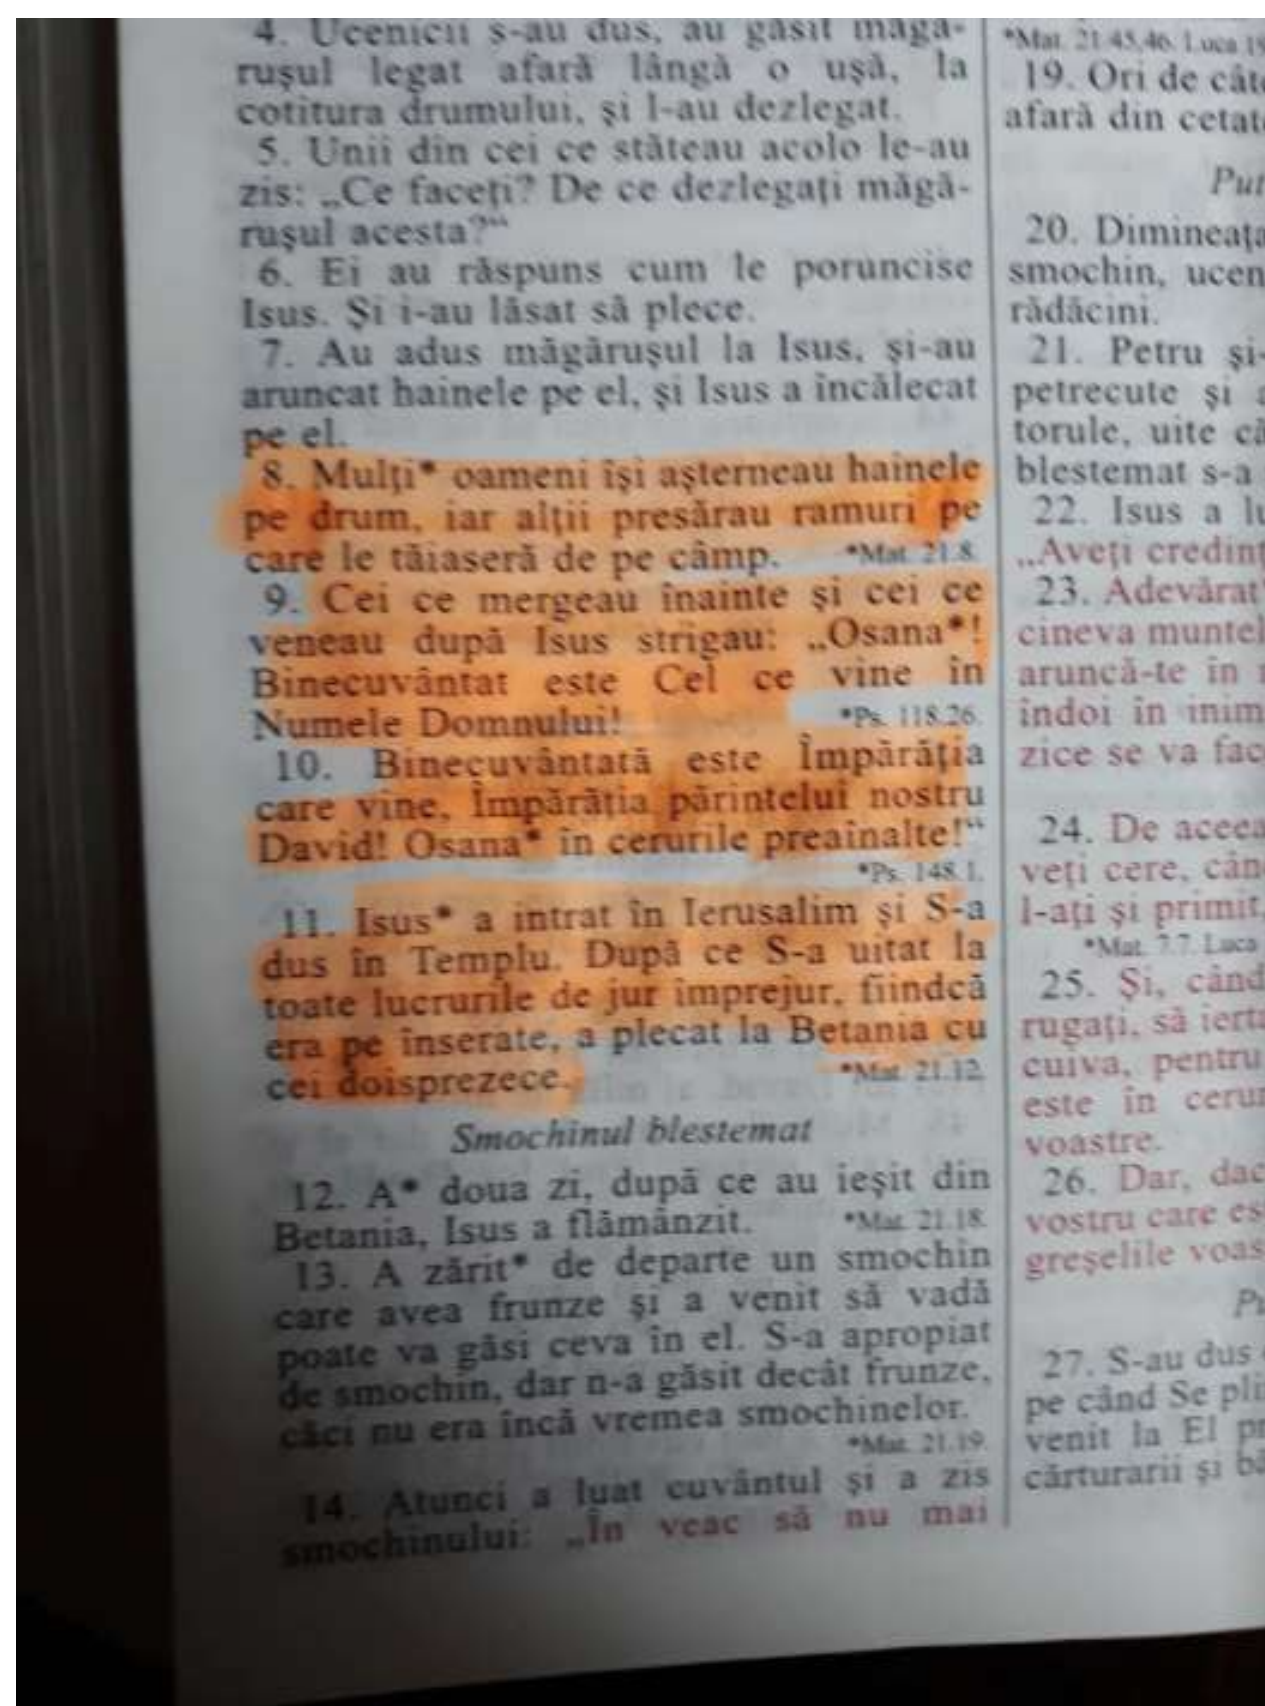 4. Ucenicii s-au dus, au găsit măgă-
rușul legat afară lângă o ușă, la
cotitura drumului, și l-au dezlegat.
5. Unii din cei ce stăteau acolo le-au
zis: „Ce faceți? De ce dezlegați măgă-
rușul acesta?“
6. Ei au răspuns cum le poruncise
Isus. Și i-au lăsat să plece.
7. Au adus măgărușul la Isus, și-au
aruncat hainele pe el, și Isus a încălecat
pe el.
8. Mulți* oameni își așterneau hainele
pe drum, iar alții presărau ramuri pe
care le tăiaseră de pe câmp. *Mat. 21.8.
9. Cei ce mergeau înainte și cei ce
veneau după Isus strigau: „Osana*!
Binecuvântat este Cel ce vine în
Numele Domnului! *Ps. 118.26.
10. Binecuvântată este Împărăția
care vine, Împărăția părintelui nostru
David! Osana* în cerurile preaînalte!“
*Ps. 148.1.
11. Isus* a intrat în Ierusalim și S-a
dus în Templu. După ce S-a uitat la
toate lucrurile de jur împrejur, fiindcă
era pe înserate, a plecat la Betania cu
cei doisprezece. *Mat. 21.12.
Smochinul blestemat
12. A* doua zi, după ce au ieșit din
Betania, Isus a flămânzit. *Mat. 21.18.
13. A zărit* de departe un smochin
care avea frunze și a venit să vadă
poate va găsi ceva în el. S-a apropiat
de smochin, dar n-a găsit decât frunze,
căci nu era încă vremea smochinelor.
*Mat. 21.19.
14. Atunci a luat cuvântul și a zis
smochinului: „În veac să nu mai
*Mat. 21.45,46. Luca 19
19. Ori de câte
afară din cetate
Put
20. Dimineața
smochin, ucen
rădăcini.
21. Petru și-
petrecute și a
torule, uite că
blestemat s-a
22. Isus a lu
„Aveți credinț
23. Adevărat
cineva muntel
aruncă-te în
îndoi în inim
zice se va fac
24. De aceea
veți cere, cân
l-ați și primit,
*Mat. 7.7. Luca
25. Și, când
rugați, să ierta
cuiva, pentru
este în cerur
voastre.
26. Dar, dac
vostru care es
greșelile voas
27. S-au dus
pe când Se pli
venit la El pr
cărturarii și bă